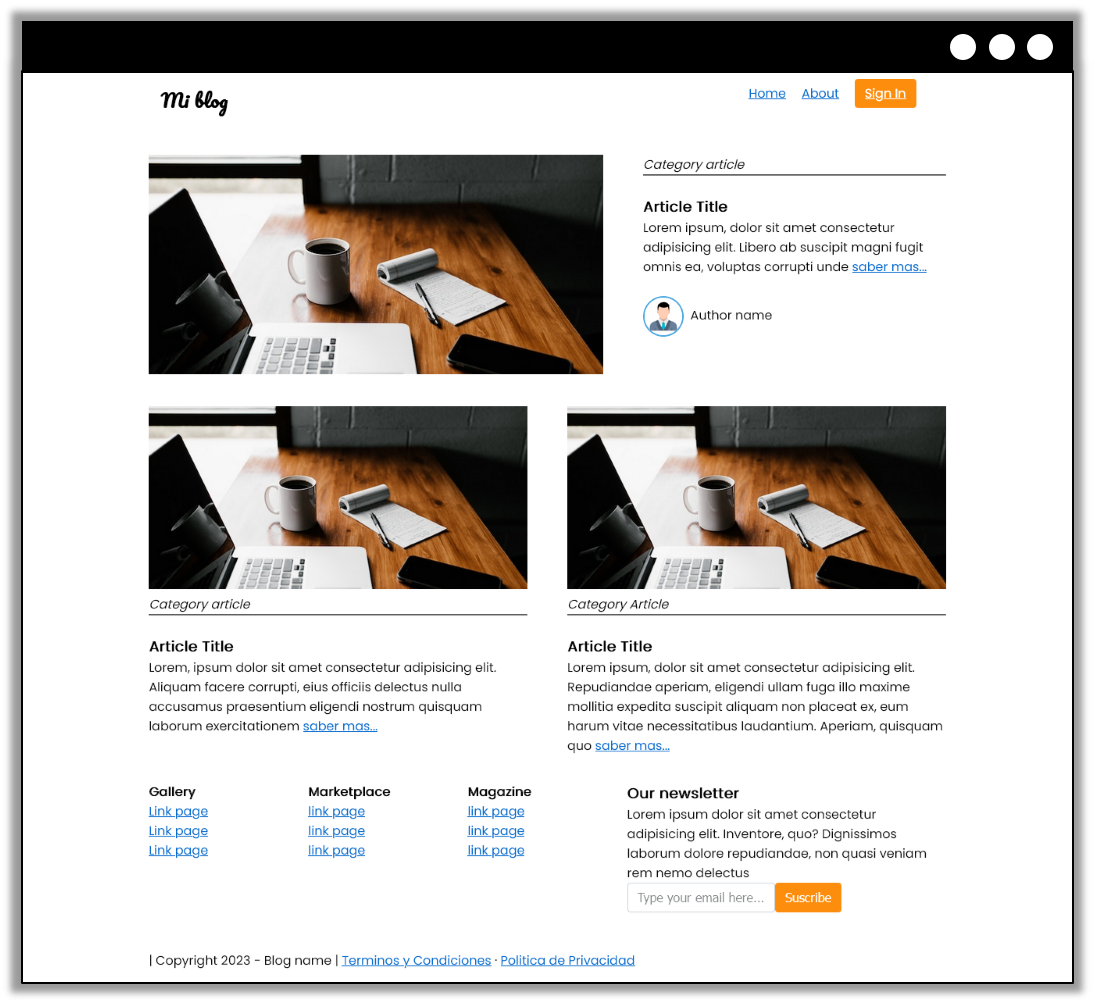 Mi blog
Home About Sign In
Category article
Article Title
Lorem ipsum, dolor sit amet consectetur
adipisicing elit. Libero ab suscipit magni fugit
omnis ea, voluptas corrupti unde saber mas...
Author name
Category article
Article Title
Lorem, ipsum dolor sit amet consectetur adipisicing elit.
Aliquam facere corrupti, eius officiis delectus nulla
accusamus praesentium eligendi nostrum quisquam
laborum exercitationem saber mas...
Category Article
Article Title
Lorem ipsum, dolor sit amet consectetur adipisicing elit.
Repudiandae aperiam, eligendi ullam fuga illo maxime
mollitia expedita suscipit aliquam non placeat ex, eum
harum vitae necessitatibus laudantium. Aperiam, quisquam
quo saber mas...
Gallery
Link page
Link page
Link page
Marketplace
link page
link page
link page
Magazine
link page
link page
link page
Our newsletter
Lorem ipsum dolor sit amet consectetur
adipisicing elit. Inventore, quo? Dignissimos
laborum dolore repudiandae, non quasi veniam
rem nemo delectus
Type your email here... Suscribe
| Copyright 2023 - Blog name | Terminos y Condiciones · Politica de Privacidad